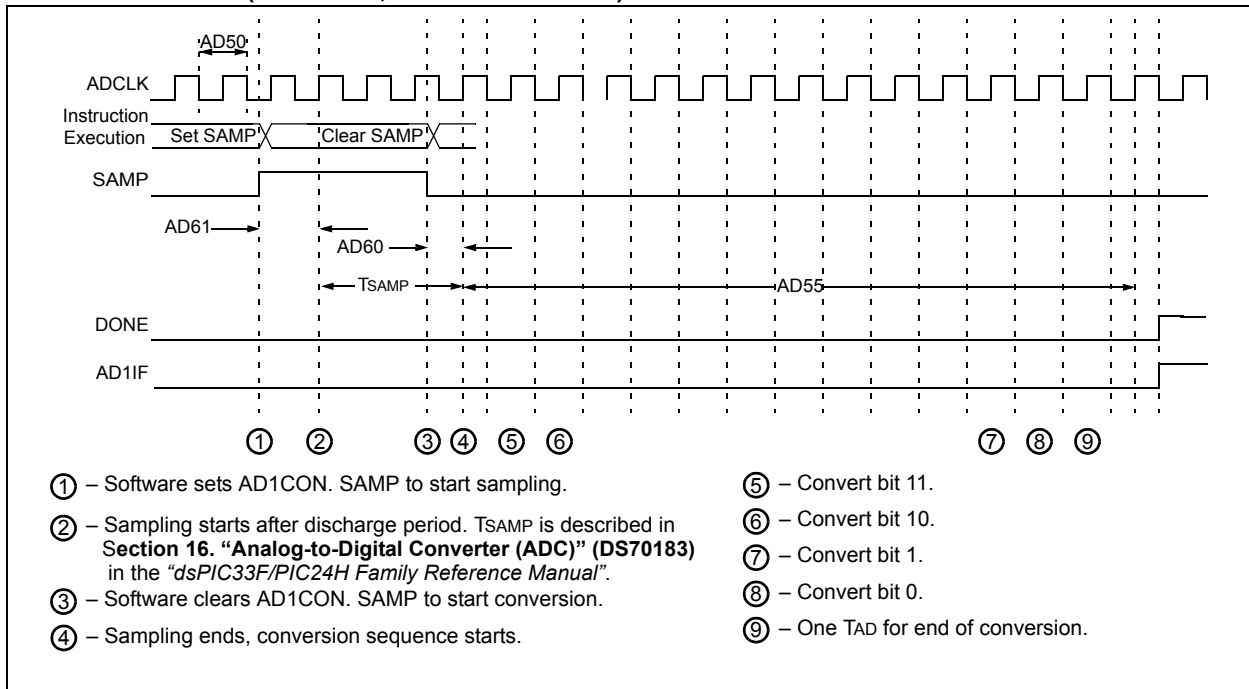 AD50
ADCLK
Instruction
Execution
Set SAMP
Clear SAMP
SAMP
AD61
AD60
TSAMP
AD55
DONE
AD1IF
1 2 3 4 5 6 7 8 9
1 – Software sets AD1CON. SAMP to start sampling.
2 – Sampling starts after discharge period. TSAMP is described in
Section 16. “Analog-to-Digital Converter (ADC)” (DS70183)
in the “dsPIC33F/PIC24H Family Reference Manual”.
3 – Software clears AD1CON. SAMP to start conversion.
4 – Sampling ends, conversion sequence starts.
5 – Convert bit 11.
6 – Convert bit 10.
7 – Convert bit 1.
8 – Convert bit 0.
9 – One TAD for end of conversion.